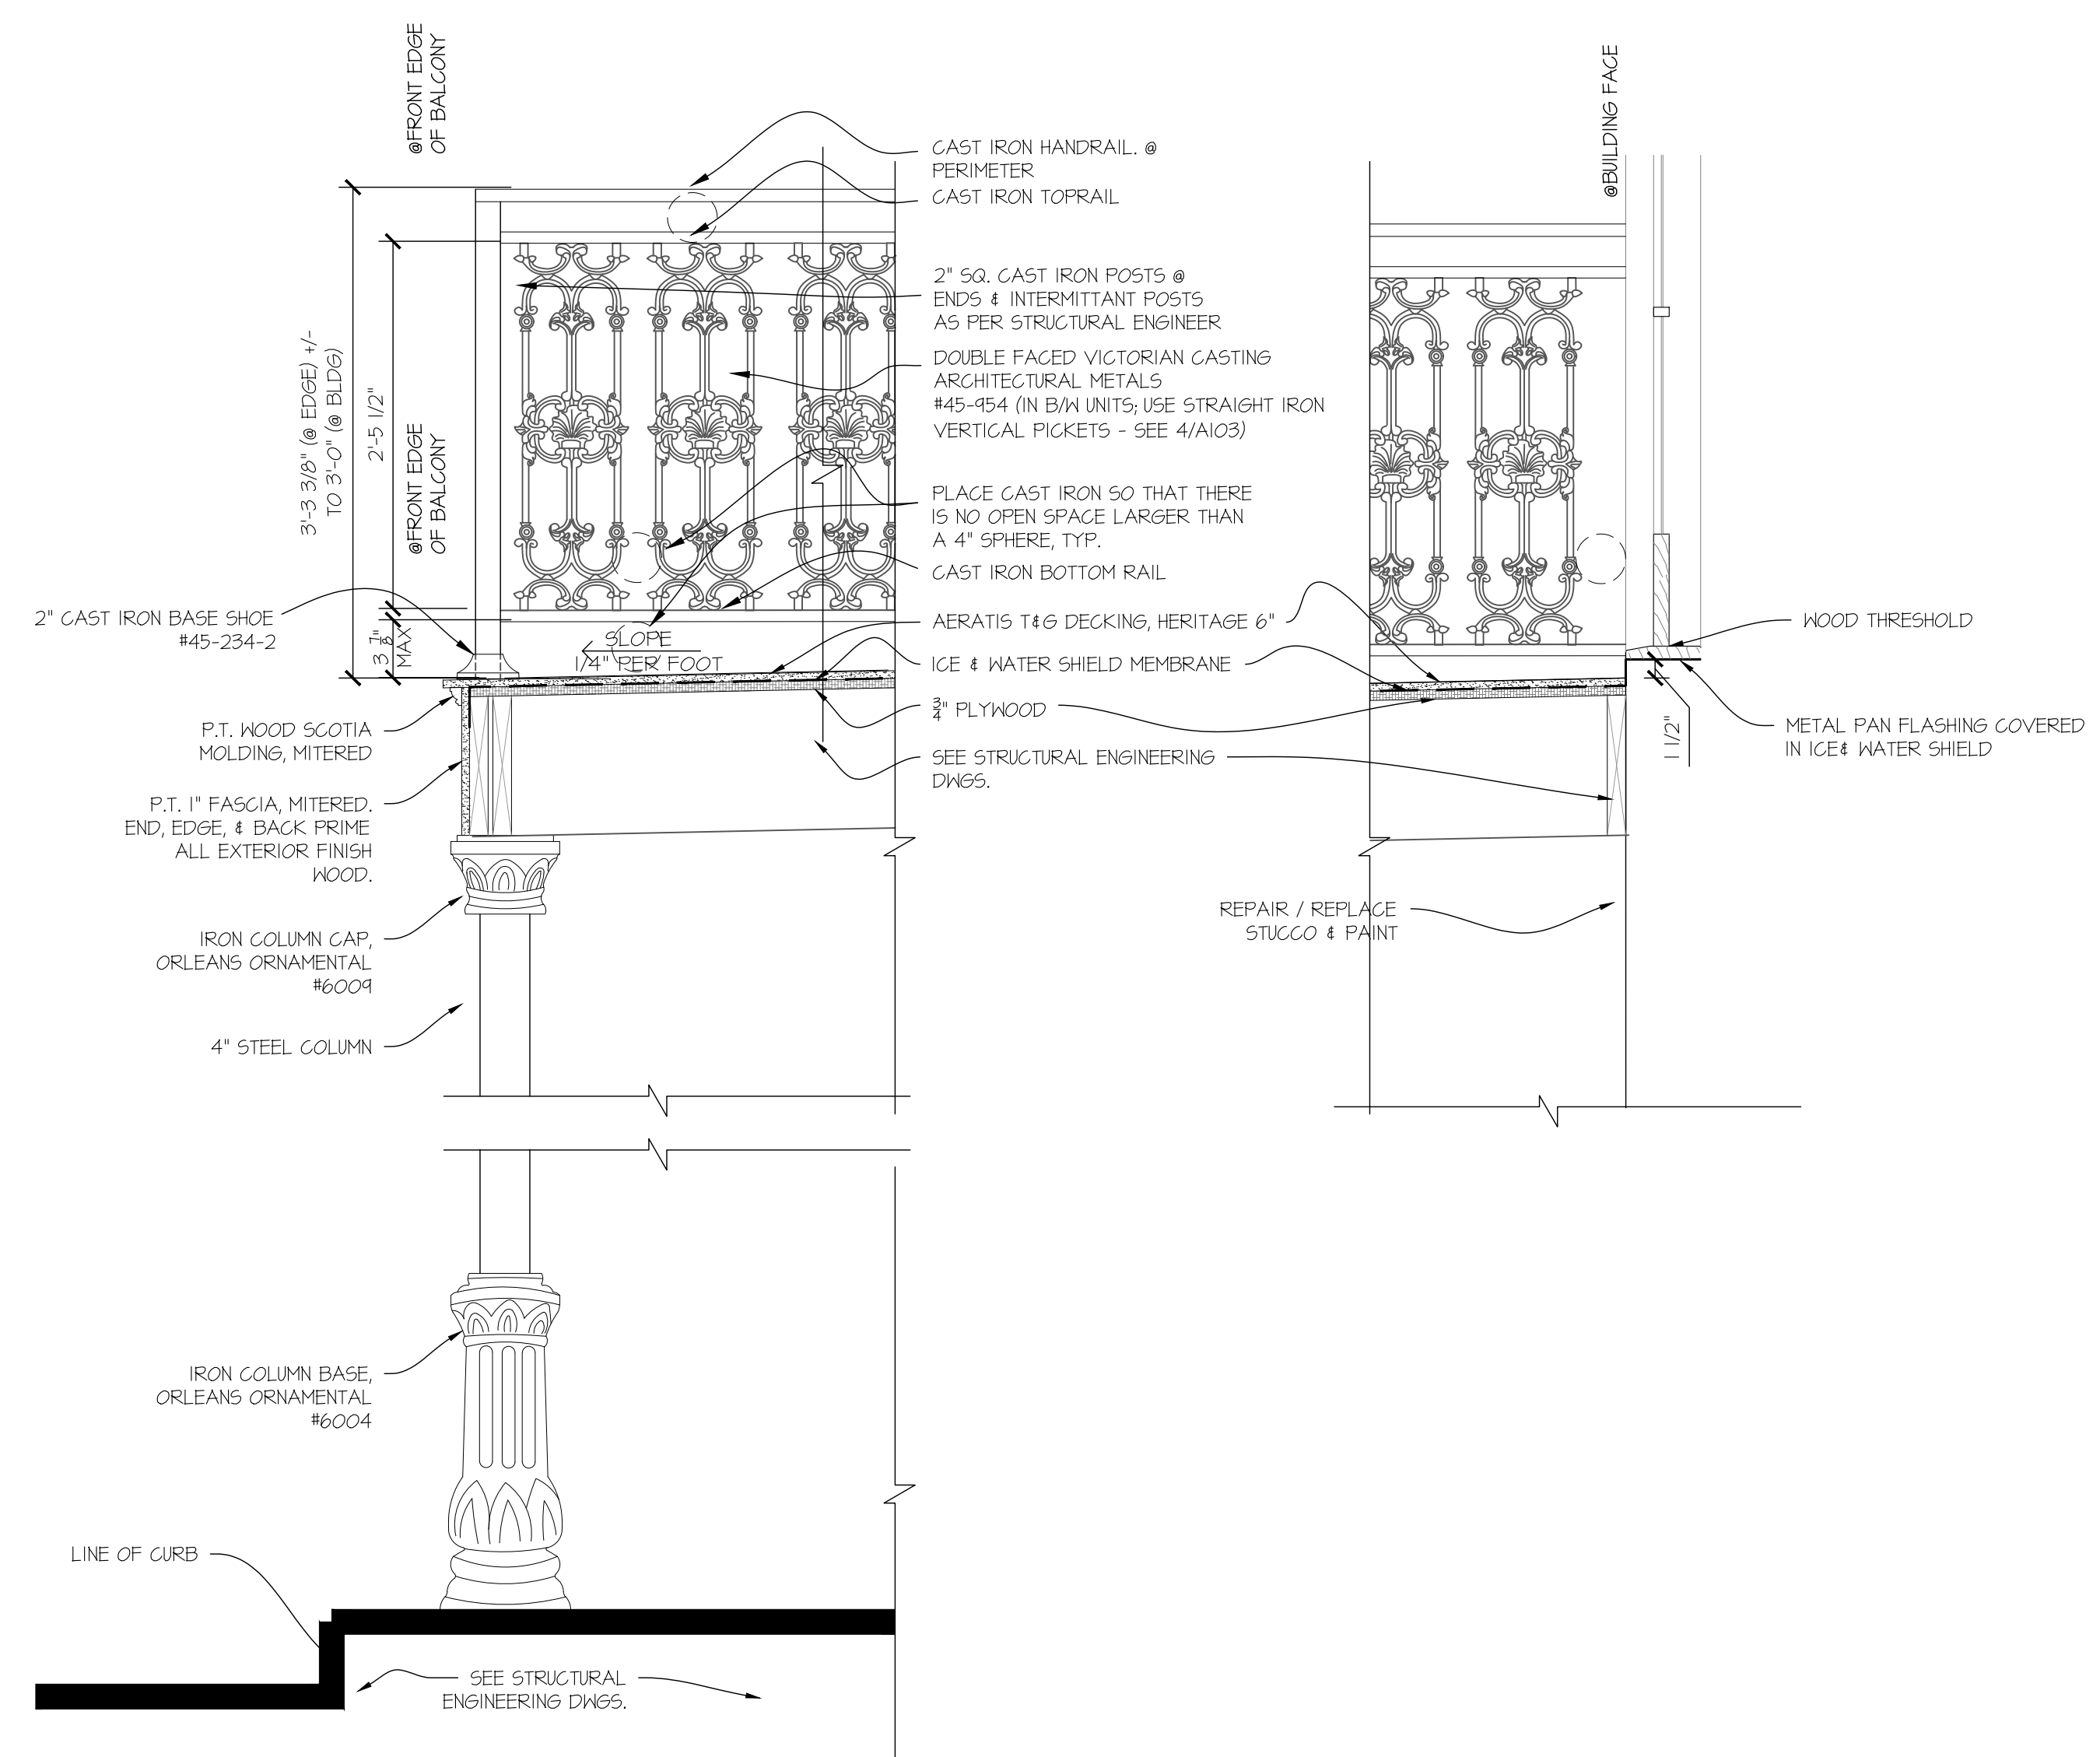 @FRONT EDGE
OF BALCONY
@BUILDING FACE
CAST IRON HANDRAIL. @
PERIMETER
CAST IRON TOPRAIL
2" SQ. CAST IRON POSTS @
ENDS & INTERMITTANT POSTS
AS PER STRUCTURAL ENGINEER
DOUBLE FACED VICTORIAN CASTING
ARCHITECTURAL METALS
#45-954 (IN B/W UNITS; USE STRAIGHT IRON
VERTICAL PICKETS - SEE 4/A103)
3'-3 3/8" (@ EDGE) +/-
TO 3'-0" (@ BLDG)
2'-5 1/2"
@FRONT EDGE
OF BALCONY
PLACE CAST IRON SO THAT THERE
IS NO OPEN SPACE LARGER THAN
A 4" SPHERE, TYP.
CAST IRON BOTTOM RAIL
2" CAST IRON BASE SHOE
#45-234-2
3 7/8"
MAX
SLOPE
1/4" PER FOOT
AERATIS T&G DECKING, HERITAGE 6"
ICE & WATER SHIELD MEMBRANE
3/4" PLYWOOD
SEE STRUCTURAL ENGINEERING
DWGS.
WOOD THRESHOLD
1 1/2"
METAL PAN FLASHING COVERED
IN ICE& WATER SHIELD
P.T. WOOD SCOTIA
MOLDING, MITERED
P.T. 1" FASCIA, MITERED.
END, EDGE, & BACK PRIME
ALL EXTERIOR FINISH
WOOD.
IRON COLUMN CAP,
ORLEANS ORNAMENTAL
#6009
REPAIR / REPLACE
STUCCO & PAINT
4" STEEL COLUMN
IRON COLUMN BASE,
ORLEANS ORNAMENTAL
#6004
LINE OF CURB
SEE STRUCTURAL
ENGINEERING DWGS.